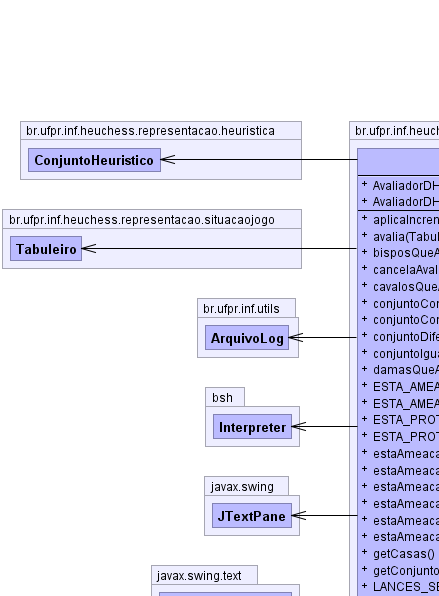 br.ufpr.inf.heuchess.representacao.heuristica
ConjuntoHeuristico
br.ufpr.inf.heuchess.representacao.situacaojogo
Tabuleiro
br.ufpr.inf.utils
ArquivoLog
bsh
Interpreter
javax.swing
JTextPane
javax.swing.text
br.ufpr.inf.heuch
+ AvaliadorDH
+ AvaliadorDH
+ aplicaIncren
+ avalia(Tabul
+ bisposQueA
+ cancelaAval
+ cavalosQueA
+ conjuntoCon
+ conjuntoCon
+ conjuntoDife
+ conjuntoIgua
+ damasQueA
+ ESTA_AMEA
+ ESTA_AMEA
+ ESTA_PROT
+ ESTA_PROT
+ estaAmeaca
+ estaAmeaca
+ estaAmeaca
+ estaAmeaca
+ estaAmeaca
+ estaAmeaca
+ getCasas()
+ getConjunto
+ LANCES_SE